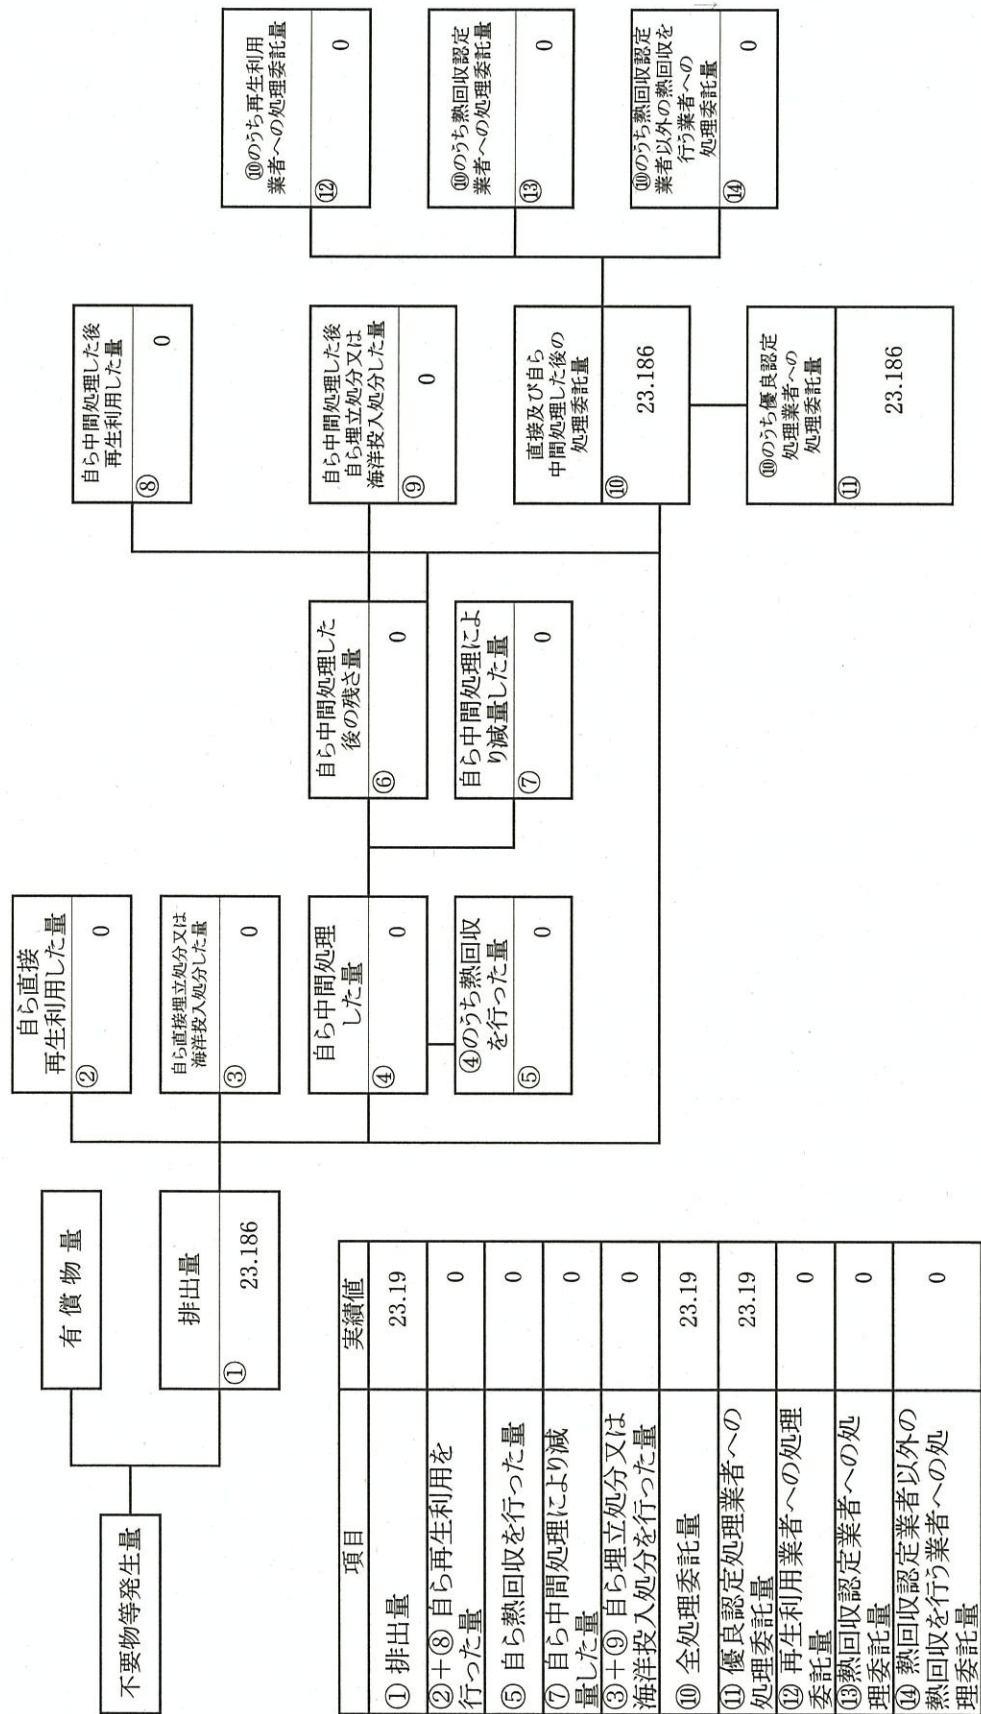 不要物等発生量
有償物量
排出量
①
23.186
自ら直接
再生利用した量
②
0
自ら直接埋立処分又は
海洋投入処分した量
③
0
自ら中間処理
した量
④
0
④のうち熱回収
を行った量
⑤
0
自ら中間処理した
後の残さ量
⑥
0
自ら中間処理によ
り減量した量
⑦
0
自ら中間処理した後
再生利用した量
⑧
0
自ら中間処理した後
自ら埋立処分又は
海洋投入処分した量
⑨
0
直接及び自ら
中間処理した後の
処理委託量
⑩
23.186
⑩のうち優良認定
処理業者への
処理委託量
⑪
23.186
⑩のうち再生利用
業者への処理委託量
⑫
0
⑩のうち熱回収認定
業者への処理委託量
⑬
0
⑩のうち熱回収認定
業者以外の熱回収を
行う業者への
処理委託量
⑭
0
項目 実績値
① 排出量 23.19
②+⑧ 自ら再生利用を
行った量 0
⑤ 自ら熱回収を行った量 0
⑦ 自ら中間処理により減
量した量 0
③+⑨ 自ら埋立処分又は
海洋投入処分を行った量 0
⑩ 全処理委託量 23.19
⑪ 優良認定処理業者への
処理委託量 23.19
⑫ 再生利用業者への処理
委託量 0
⑬熱回収認定業者への処
理委託量 0
⑭ 熱回収認定業者以外の
熱回収を行う業者への処
理委託量 0